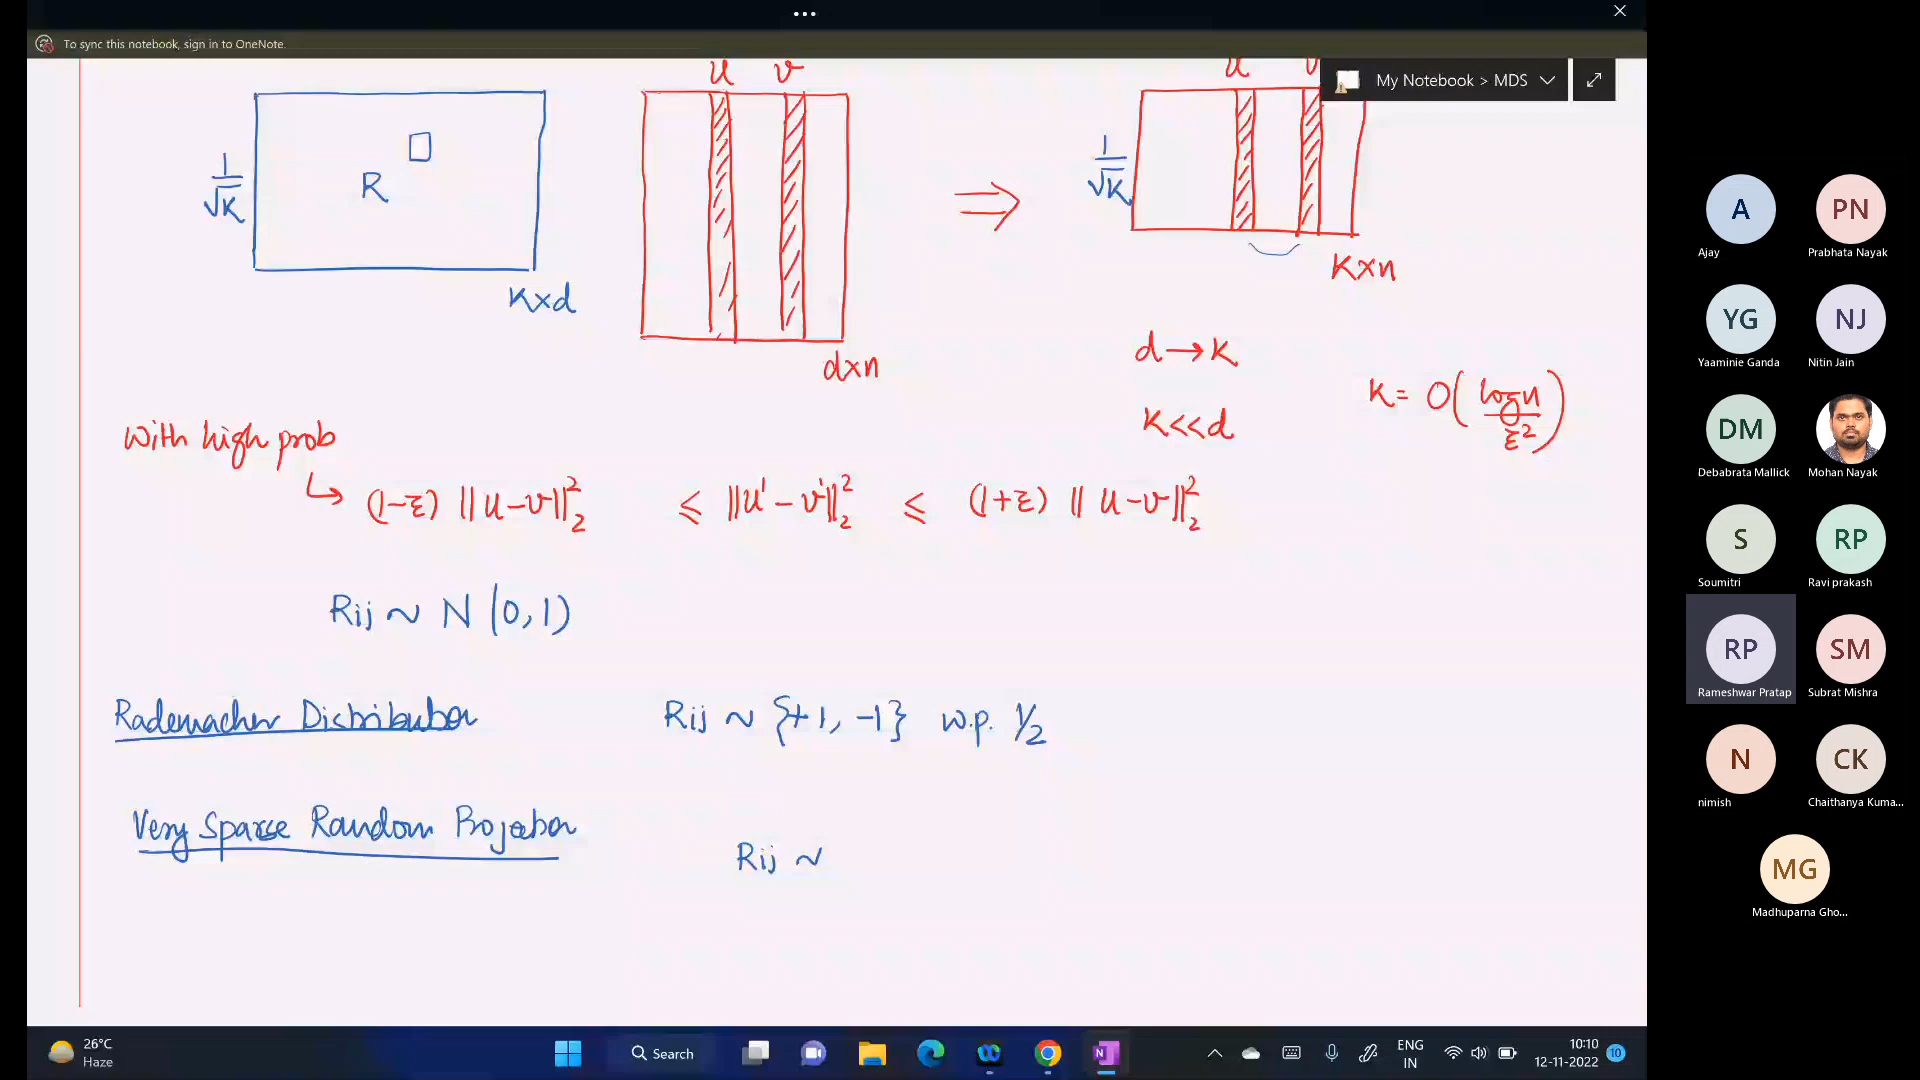 To sync this notebook, sign in to OneNote.
My Notebook > MDS
u v
u
1/√K
R
K×d
d×n
⇒
1/√K
K×n
d→K
K<<d
K= O( logn / ε² )
With high prob
↳ (1-ε) ||u-v||₂² ⩽ ||u'-v'||₂² ⩽ (1+ε) ||u-v||₂²
Rij ~ N(0,1)
Rademacher Distribution
Rij ~ {+1, -1} w.p. 1/2
Very Sparse Random Projection
Rij ~
A
Ajay
PN
Prabhata Nayak
YG
Yaaminie Ganda
NJ
Nitin Jain
DM
Debabrata Mallick
Mohan Nayak
S
Soumitri
RP
Ravi prakash
RP
Rameshwar Pratap
SM
Subrat Mishra
N
nimish
CK
Chaithanya Kuma...
MG
Madhuparna Gho...
26°C
Haze
Search
ENG
IN
10:10
12-11-2022
10